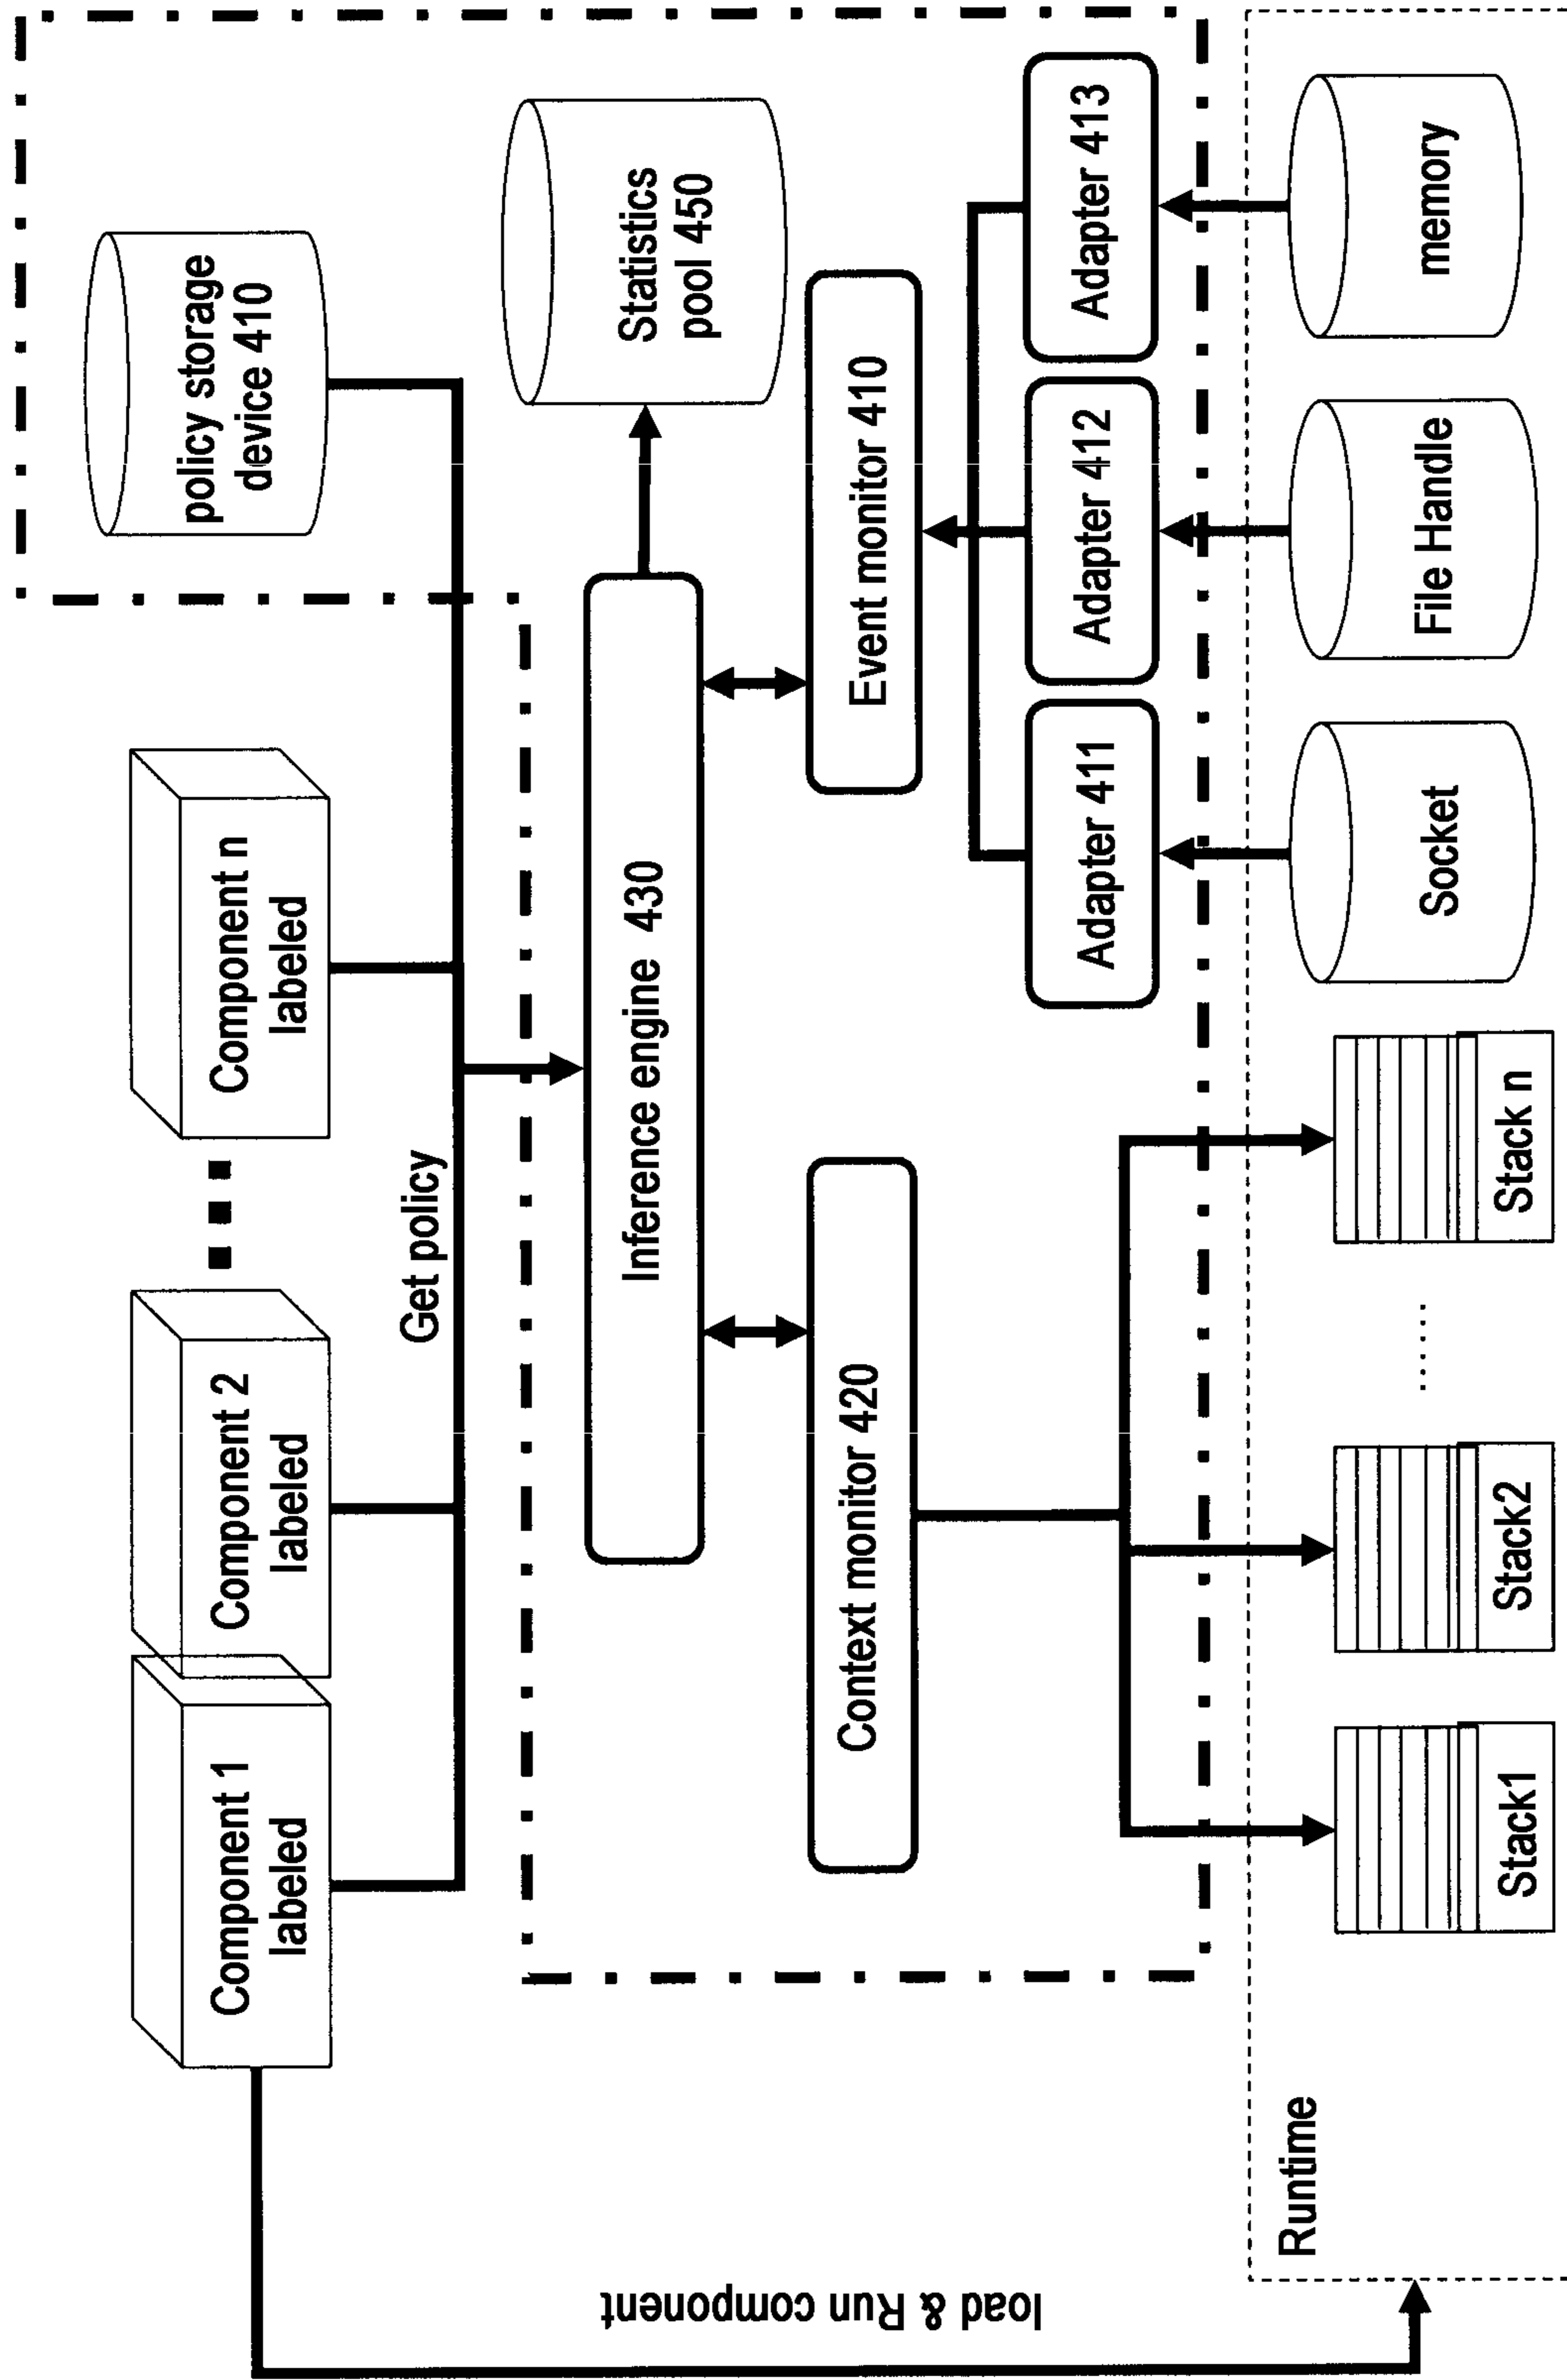 Component 1
labeled
Component 2
labeled
Component n
labeled
policy storage
device 410
Get policy
load & Run component
Inference engine 430
Statistics
pool 450
Context monitor 420
Event monitor 410
Adapter 411
Adapter 412
Adapter 413
Runtime
Stack1
Stack2
......
Stack n
Socket
File Handle
memory